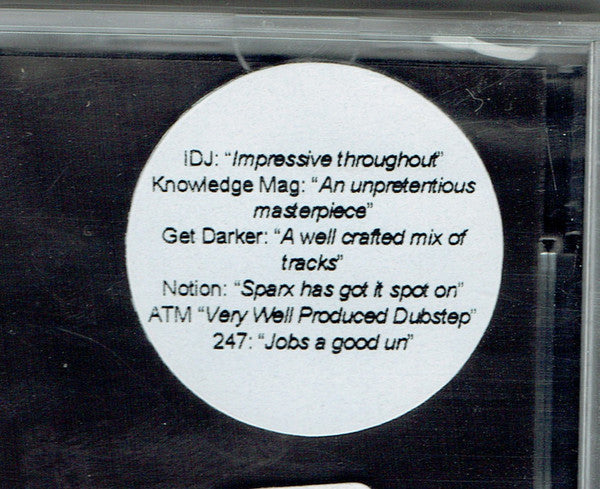 iDJ: “Impressive throughout”
Knowledge Mag: “An unpretentious
masterpiece”
Get Darker: “A well crafted mix of
tracks”
Notion: “Sparx has got it spot on”
ATM “Very Well Produced Dubstep”
247: “Jobs a good un”